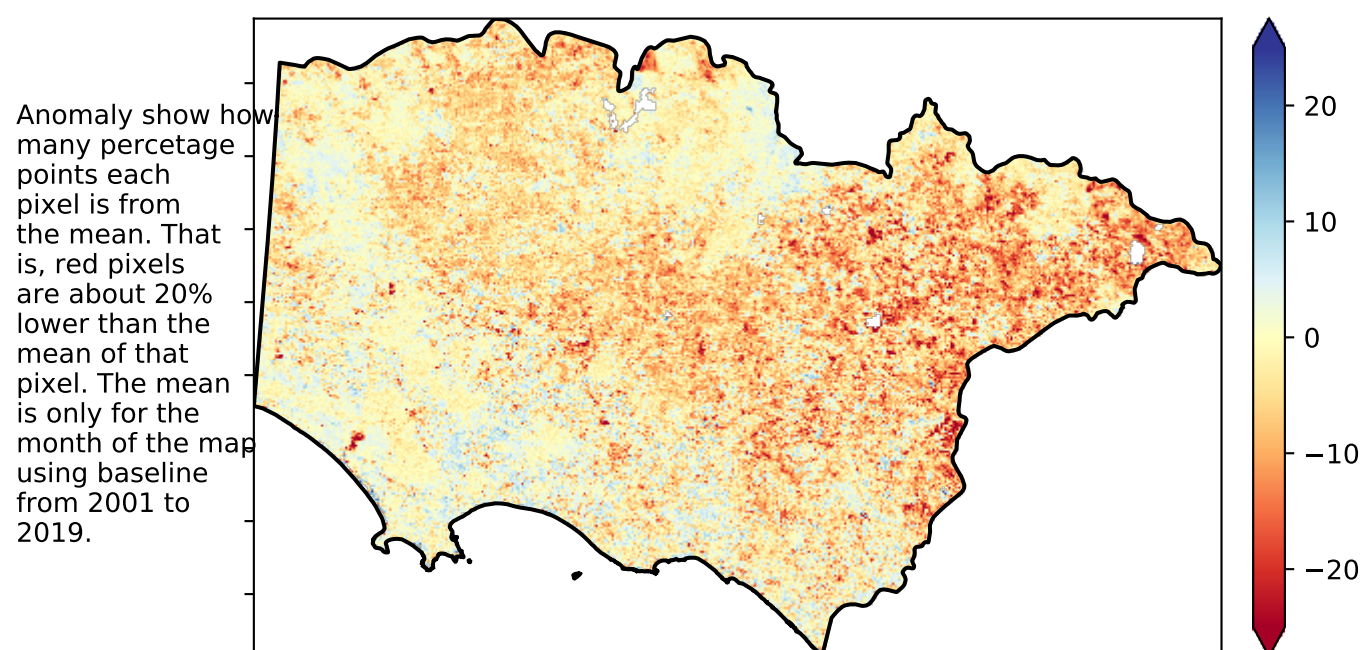 Anomaly show how
many percetage
points each
pixel is from
the mean. That
is, red pixels
are about 20%
lower than the
mean of that
pixel. The mean
is only for the
month of the map
using baseline
from 2001 to
2019.
20
10
0
−10
−20